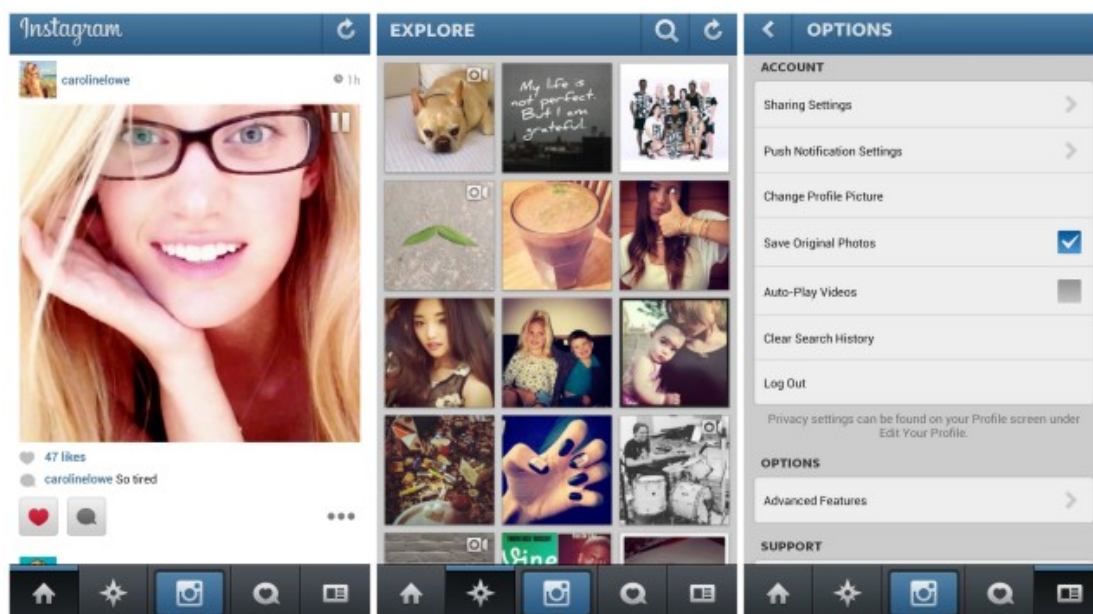 Instagram
carolinelowe
1h
47 likes
carolinelowe So tired
EXPLORE
My life is
not perfect.
But I am
grateful.
Vine
OPTIONS
ACCOUNT
Sharing Settings
Push Notification Settings
Change Profile Picture
Save Original Photos
Auto-Play Videos
Clear Search History
Log Out
Privacy settings can be found on your Profile screen under
Edit Your Profile.
OPTIONS
Advanced Features
SUPPORT